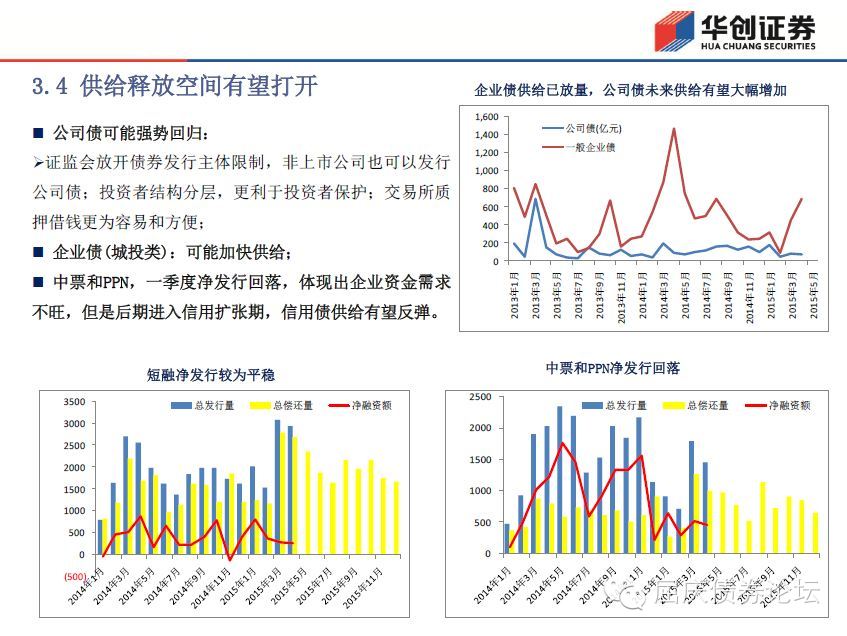 华创证券
HUA CHUANG SECURITIES
3.4 供给释放空间有望打开
■ 公司债可能强势回归：
➢证监会放开债券发行主体限制，非上市公司也可以发行
公司债；投资者结构分层，更利于投资者保护；交易所质
押借钱更为容易和方便；
■ 企业债(城投类)：可能加快供给；
■ 中票和PPN，一季度净发行回落，体现出企业资金需求
不旺，但是后期进入信用扩张期，信用债供给有望反弹。
企业债供给已放量，公司债未来供给有望大幅增加
公司债(亿元)
一般企业债
1,600
1,400
1,200
1,000
800
600
400
200
0
2013年1月
2013年3月
2013年5月
2013年7月
2013年9月
2013年11月
2014年1月
2014年3月
2014年5月
2014年7月
2014年9月
2014年11月
2015年1月
2015年3月
2015年5月
短融净发行较为平稳
总发行量
总偿还量
净融资额
3500
3000
2500
2000
1500
1000
500
0
(500)
2014年1月
2014年3月
2014年5月
2014年7月
2014年9月
2014年11月
2015年1月
2015年3月
2015年5月
2015年7月
2015年9月
2015年11月
中票和PPN净发行回落
总发行量
总偿还量
净融资额
2500
2000
1500
1000
500
0
2014年1月
2014年3月
2014年5月
2014年7月
2014年9月
2014年11月
2015年1月
2015年3月
2015年5月
2015年7月
2015年9月
2015年11月
屈庆债券论坛